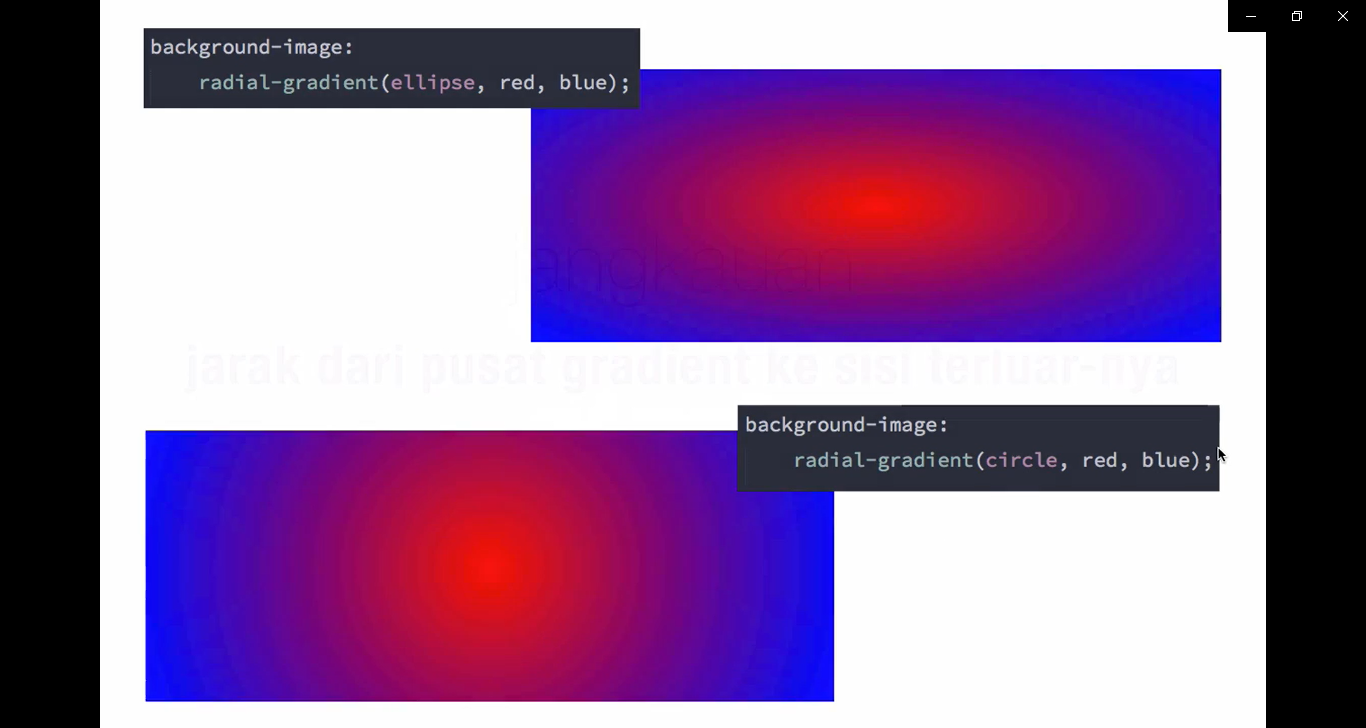 background-image:
radial-gradient(ellipse, red, blue);
jangkauan
jarak dari pusat gradient ke sisi terluar-nya
background-image:
radial-gradient(circle, red, blue);